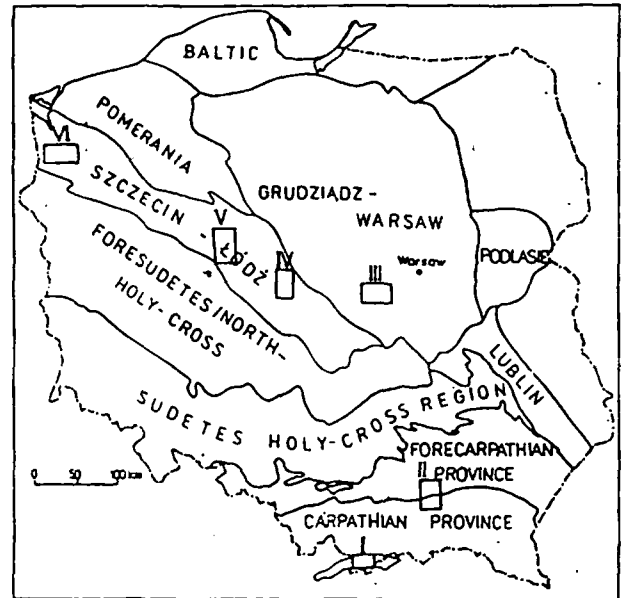 BALTIC
POMERANIA
VI
SZCZECIN - ŁÓDŹ
V
GRUDZIĄDZ -
WARSAW
IV
III
Warsaw
PODLASIE
FORESUDETES/NORTH-
HOLY-CROSS
LUBLIN
SUDETES HOLY-CROSS REGION
FORECARPATHIAN
II
PROVINCE
0 50 100 km
CARPATHIAN PROVINCE
I